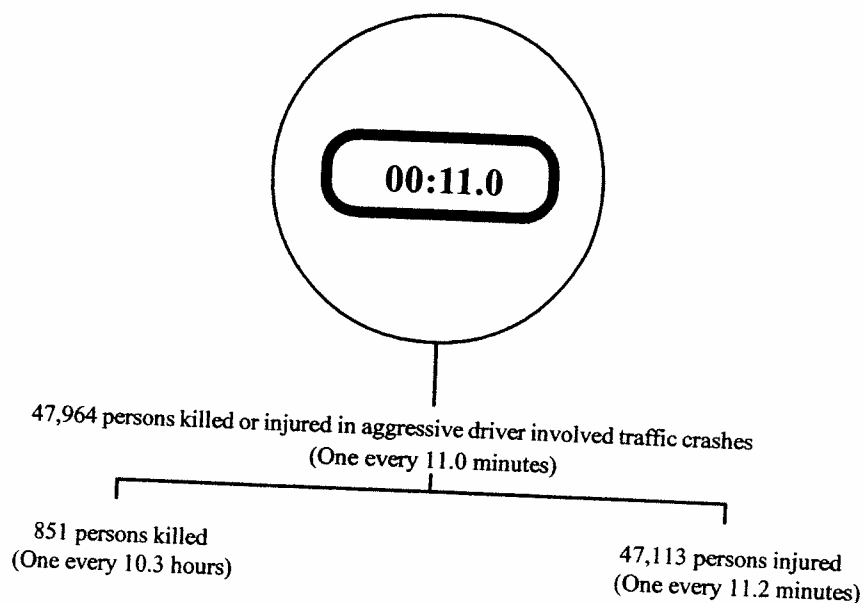 00:11.0
47,964 persons killed or injured in aggressive driver involved traffic crashes
(One every 11.0 minutes)
851 persons killed
(One every 10.3 hours)
47,113 persons injured
(One every 11.2 minutes)